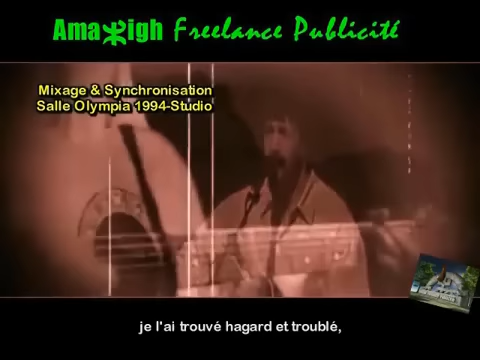 Amaⵣigh Freelance Publicité
Mixage & Synchronisation
Salle Olympia 1994-Studio
je l'ai trouvé hagard et troublé,